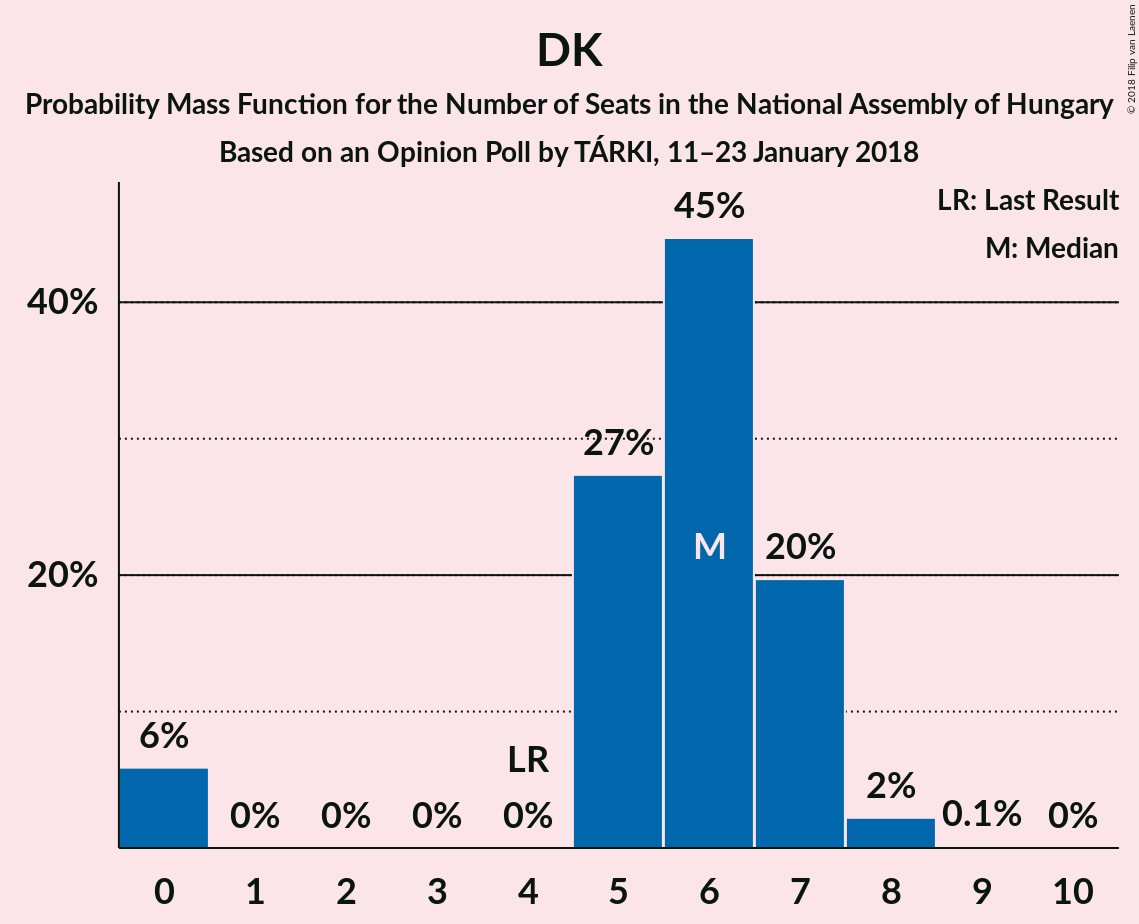 DK
Probability Mass Function for the Number of Seats in the National Assembly of Hungary
Based on an Opinion Poll by TÁRKI, 11–23 January 2018
© 2018 Filip van Laenen
LR: Last Result
M: Median
45%
40%
27%
M
20%
20%
6%
LR
2%
0% 0% 0% 0% 0.1% 0%
0 1 2 3 4 5 6 7 8 9 10